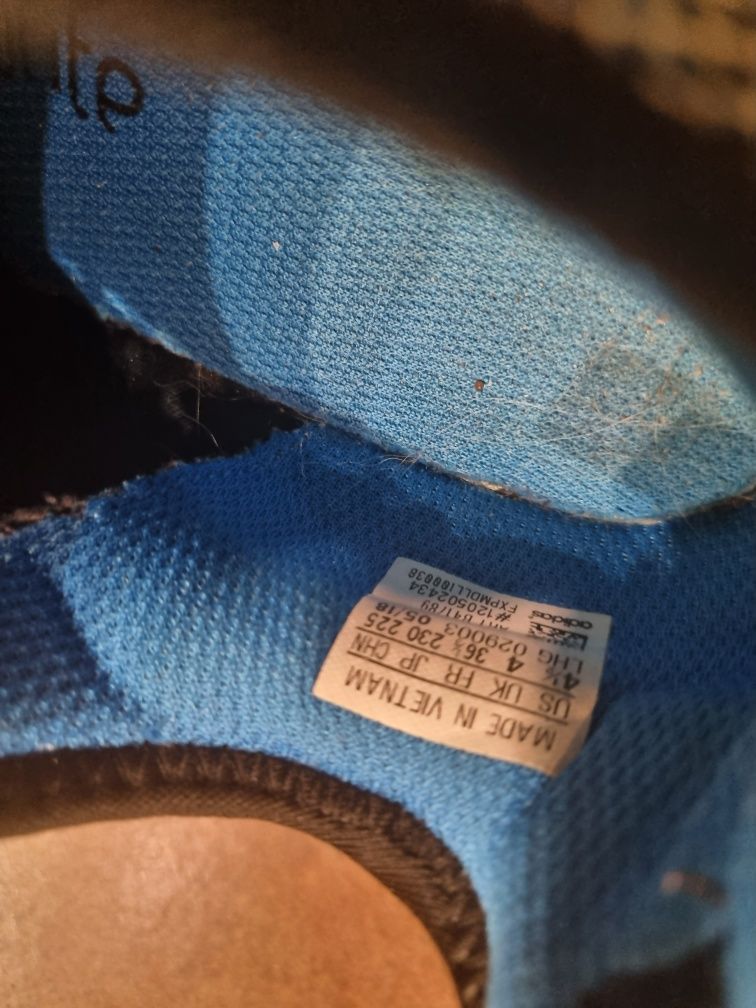 MADE IN VIETNAM
US UK FR JP CHN
4½ 4 36⅔ 230 225
LHG 029003 05/18
ART B41789
#120502434
FXPMDLL100038
adidas